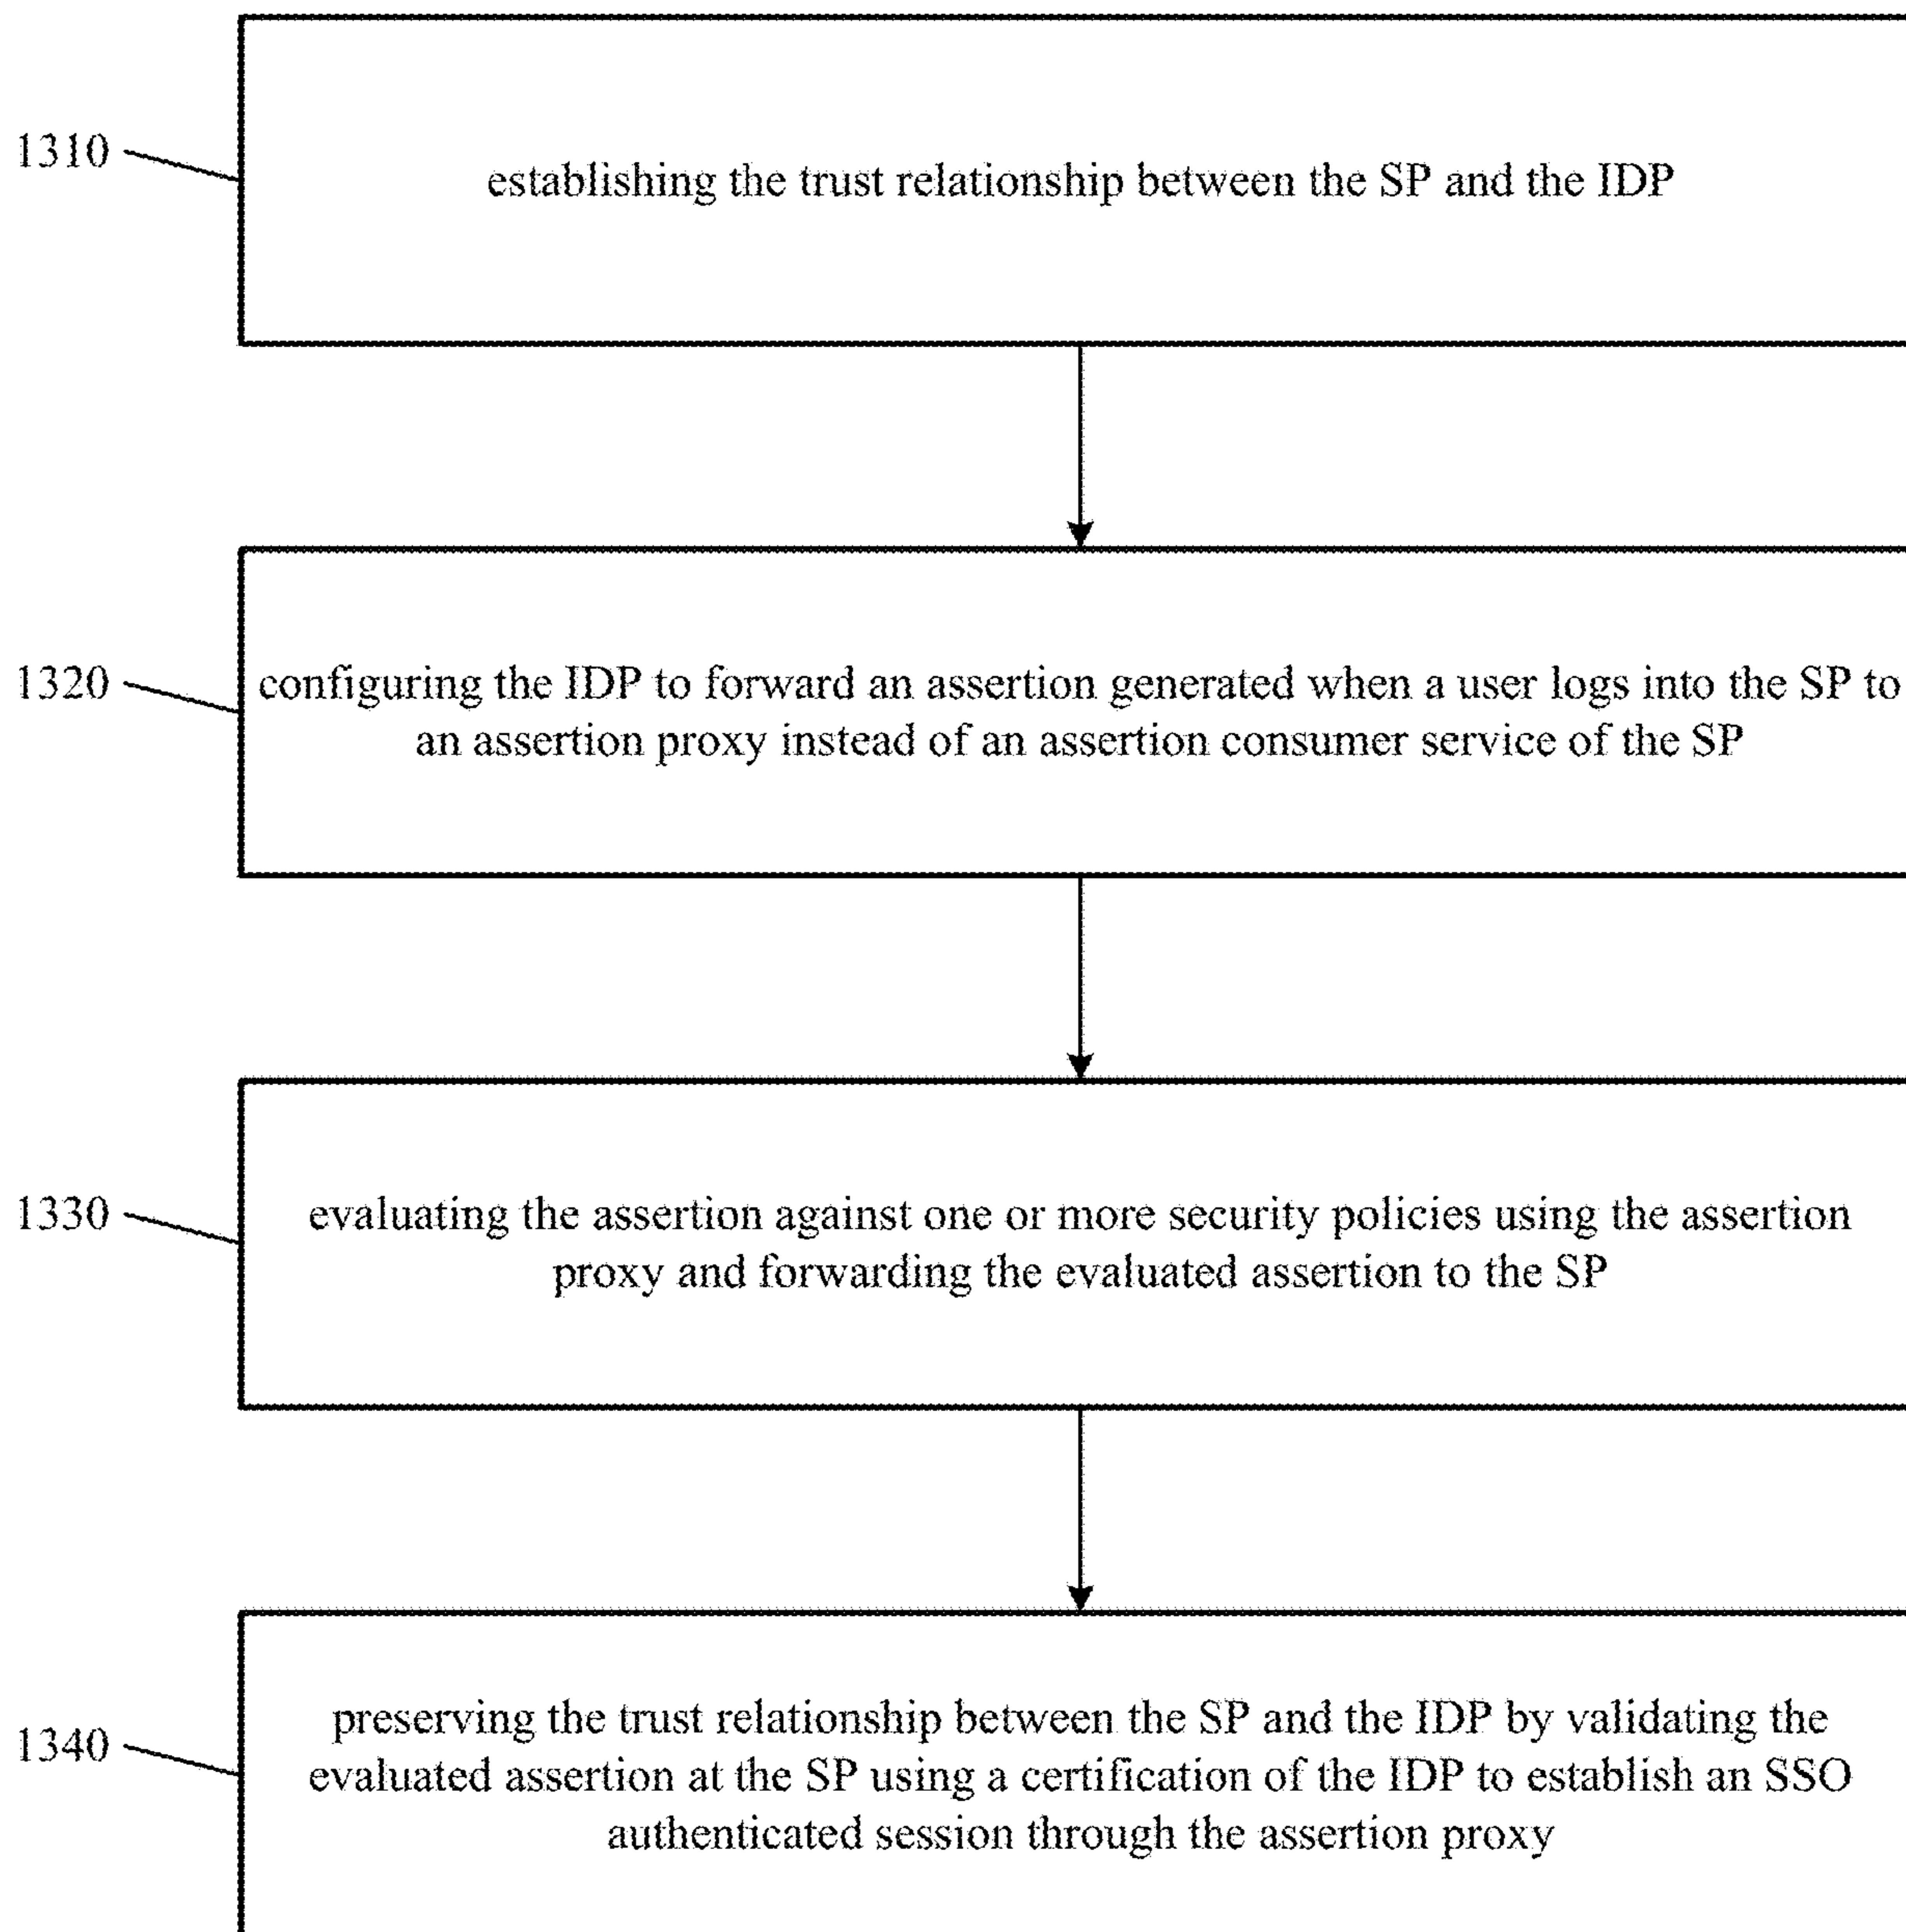 1310
establishing the trust relationship between the SP and the IDP
1320
configuring the IDP to forward an assertion generated when a user logs into the SP to
an assertion proxy instead of an assertion consumer service of the SP
1330
evaluating the assertion against one or more security policies using the assertion
proxy and forwarding the evaluated assertion to the SP
1340
preserving the trust relationship between the SP and the IDP by validating the
evaluated assertion at the SP using a certification of the IDP to establish an SSO
authenticated session through the assertion proxy